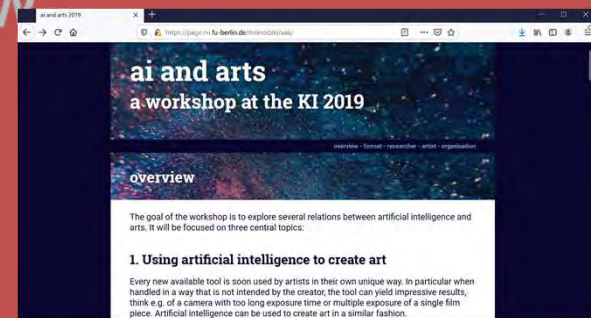 W
ai and arts 2019
https://page.mi.fu-berlin.de/mskrodzki/aaa/
ai and arts
a workshop at the KI 2019
overview - format - researcher - artist - organisation
overview
The goal of the workshop is to explore several relations between artificial intelligence and
arts. It will be focused on three central topics:
1. Using artificial intelligence to create art
Every new available tool is soon used by artists in their own unique way. In particular when
handled in a way that is not intended by the creator, the tool can yield impressive results,
think e.g. of a camera with too long exposure time or multiple exposure of a single film
piece. Artificial intelligence can be used to create art in a similar fashion.